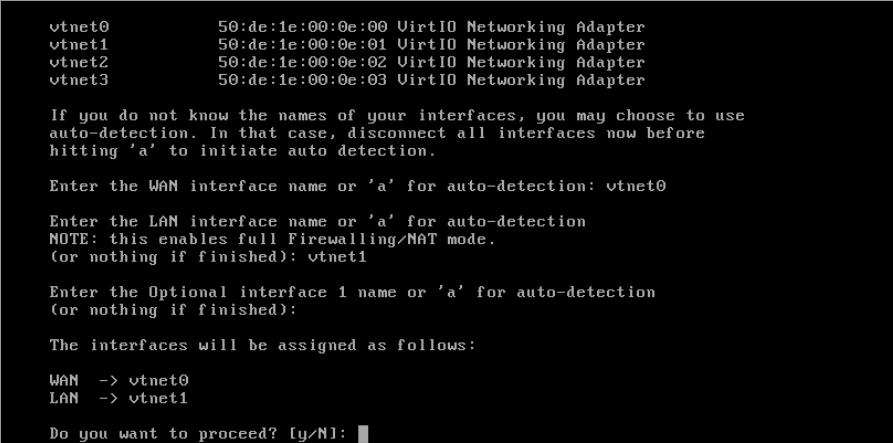 vtnet0 50:de:1e:00:0e:00 VirtIO Networking Adapter
vtnet1 50:de:1e:00:0e:01 VirtIO Networking Adapter
vtnet2 50:de:1e:00:0e:02 VirtIO Networking Adapter
vtnet3 50:de:1e:00:0e:03 VirtIO Networking Adapter
If you do not know the names of your interfaces, you may choose to use
auto-detection. In that case, disconnect all interfaces now before
hitting 'a' to initiate auto detection.
Enter the WAN interface name or 'a' for auto-detection: vtnet0
Enter the LAN interface name or 'a' for auto-detection
NOTE: this enables full Firewalling/NAT mode.
(or nothing if finished): vtnet1
Enter the Optional interface 1 name or 'a' for auto-detection
(or nothing if finished):
The interfaces will be assigned as follows:
WAN -> vtnet0
LAN -> vtnet1
Do you want to proceed? [y/N]: